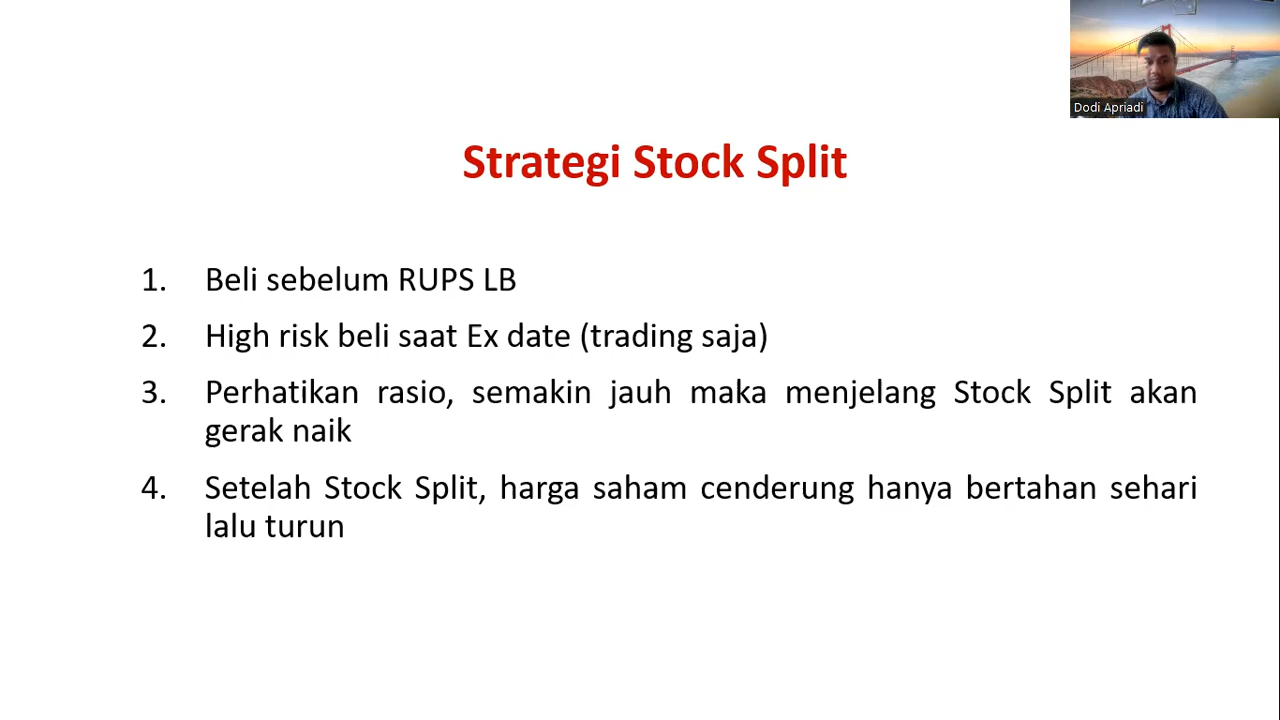 Dodi Apriadi
Strategi Stock Split
1. Beli sebelum RUPS LB
2. High risk beli saat Ex date (trading saja)
3. Perhatikan rasio, semakin jauh maka menjelang Stock Split akan
gerak naik
4. Setelah Stock Split, harga saham cenderung hanya bertahan sehari
lalu turun